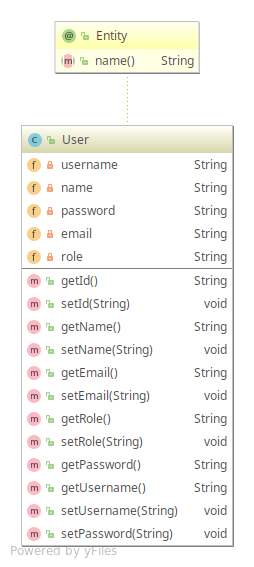 @ Entity
m name() String
C User
f username String
f name String
f password String
f email String
f role String
m getId() String
m setId(String) void
m getName() String
m setName(String) void
m getEmail() String
m setEmail(String) void
m getRole() String
m setRole(String) void
m getPassword() String
m getUsername() String
m setUsername(String) void
m setPassword(String) void
Powered by yFiles